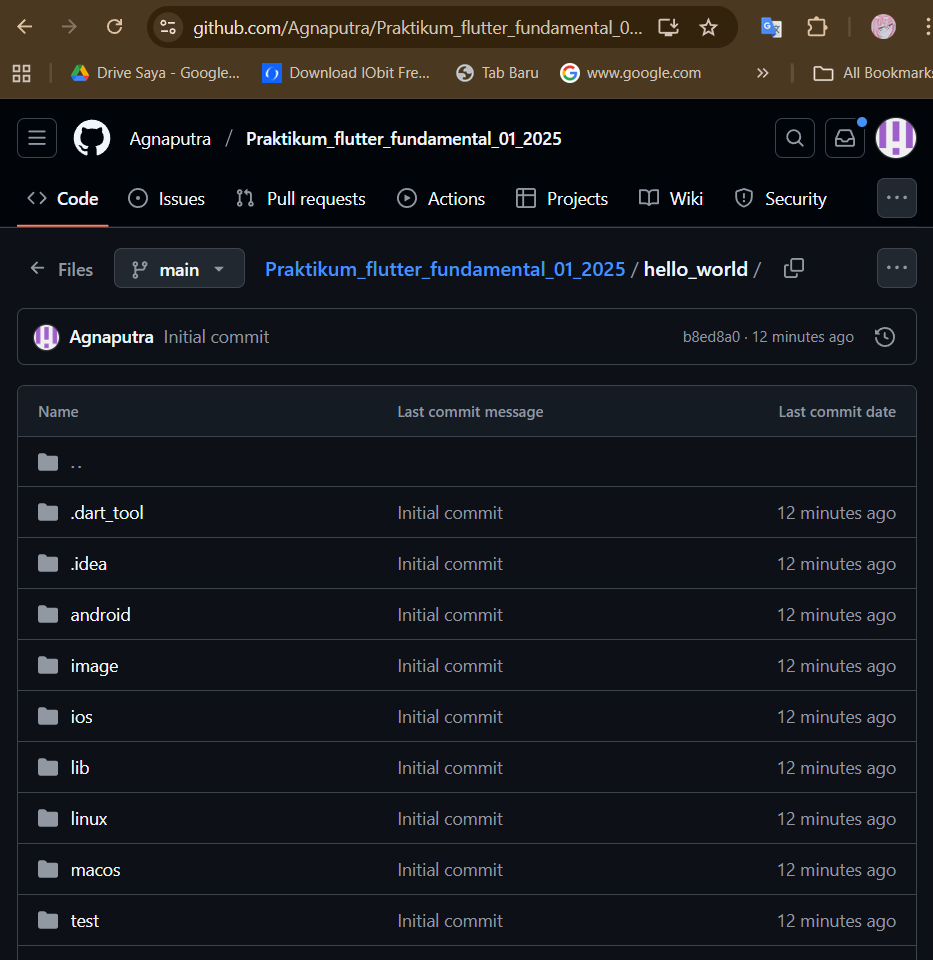 github.com/Agnaputra/Praktikum_flutter_fundamental_0...
Drive Saya - Google... Download IObit Fre... Tab Baru www.google.com » All Bookmarks
Agnaputra / Praktikum_flutter_fundamental_01_2025
Code Issues Pull requests Actions Projects Wiki Security
Files main Praktikum_flutter_fundamental_01_2025 / hello_world /
Agnaputra Initial commit b8ed8a0 · 12 minutes ago
Name Last commit message Last commit date
..
.dart_tool Initial commit 12 minutes ago
.idea Initial commit 12 minutes ago
android Initial commit 12 minutes ago
image Initial commit 12 minutes ago
ios Initial commit 12 minutes ago
lib Initial commit 12 minutes ago
linux Initial commit 12 minutes ago
macos Initial commit 12 minutes ago
test Initial commit 12 minutes ago